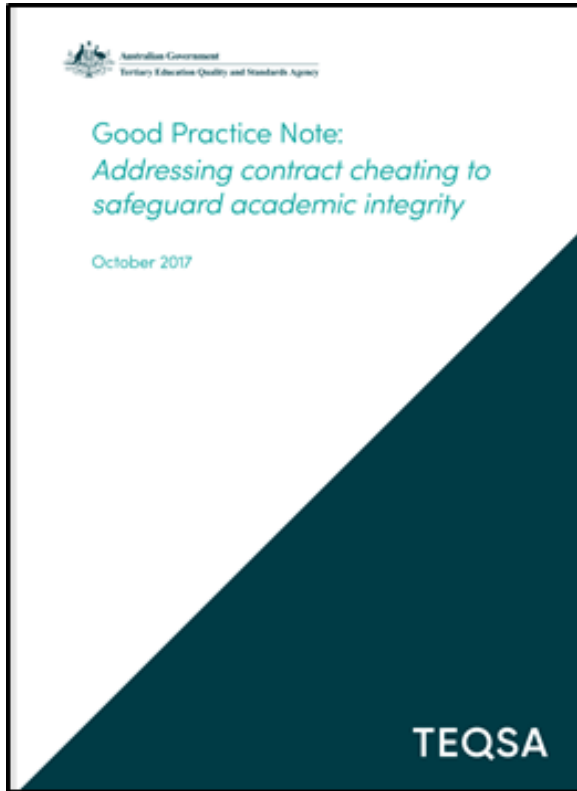 Australian Government
Tertiary Education Quality and Standards Agency
Good Practice Note:
Addressing contract cheating to
safeguard academic integrity
October 2017
TEQSA